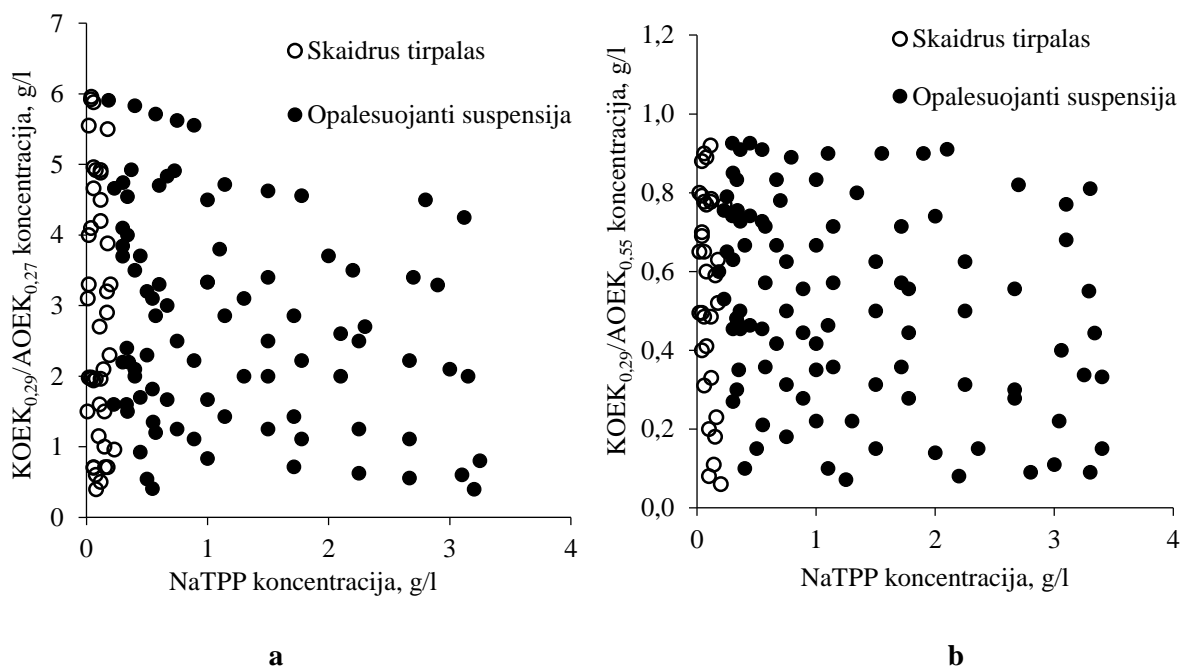 7
6
5
4
3
2
1
0
KOEK0,29/AOEK0,27 koncentracija, g/l
Skaidrus tirpalas
Opalesuojanti suspensija
0 1 2 3 4
NaTPP koncentracija, g/l
a
1,2
1,0
0,8
0,6
0,4
0,2
0,0
KOEK0,29/AOEK0,55 koncentracija, g/l
Skaidrus tirpalas
Opalesuojanti suspensija
0 1 2 3 4
NaTPP koncentracija, g/l
b